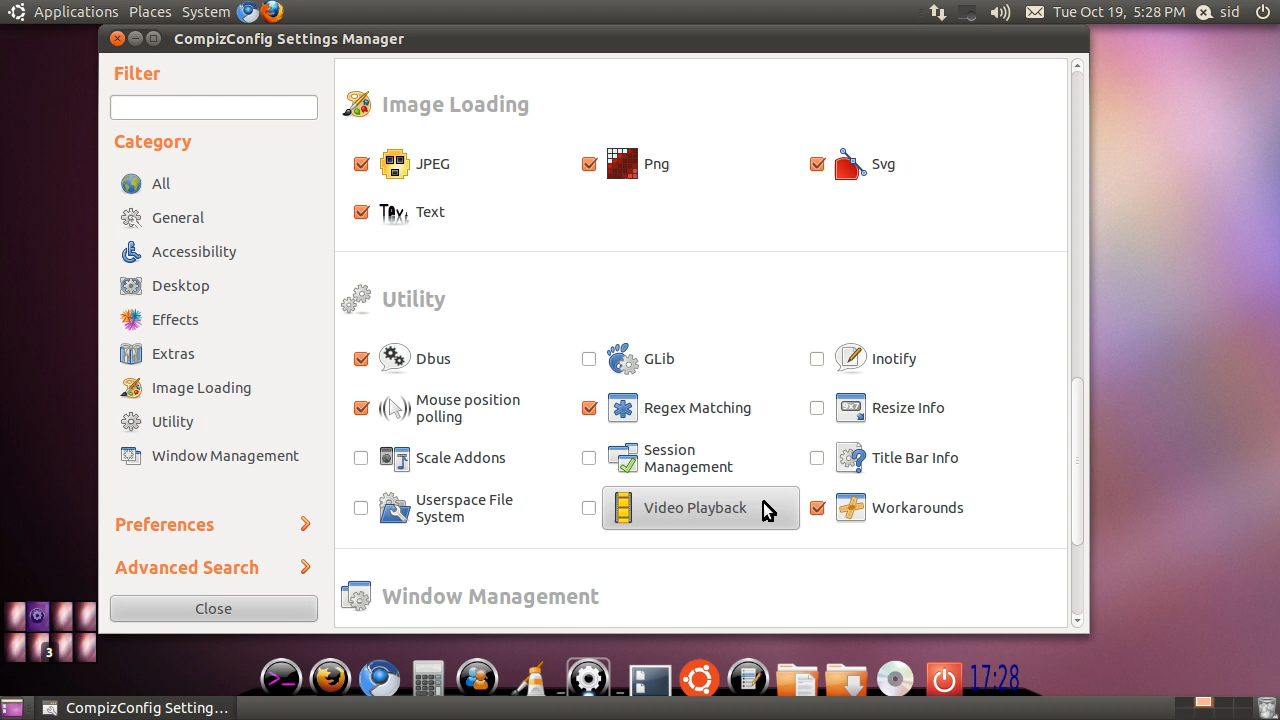 Applications Places System
Tue Oct 19, 5:28 PM sid
CompizConfig Settings Manager
Filter
Category
All
General
Accessibility
Desktop
Effects
Extras
Image Loading
Utility
Window Management
Preferences
Advanced Search
Close
Image Loading
JPEG
Png
Svg
Text
Text
Utility
Dbus
GLib
Inotify
Mouse position
polling
Regex Matching
Resize Info
Scale Addons
Session
Management
Title Bar Info
Userspace File
System
Video Playback
Workarounds
Window Management
3
17:28
CompizConfig Setting...